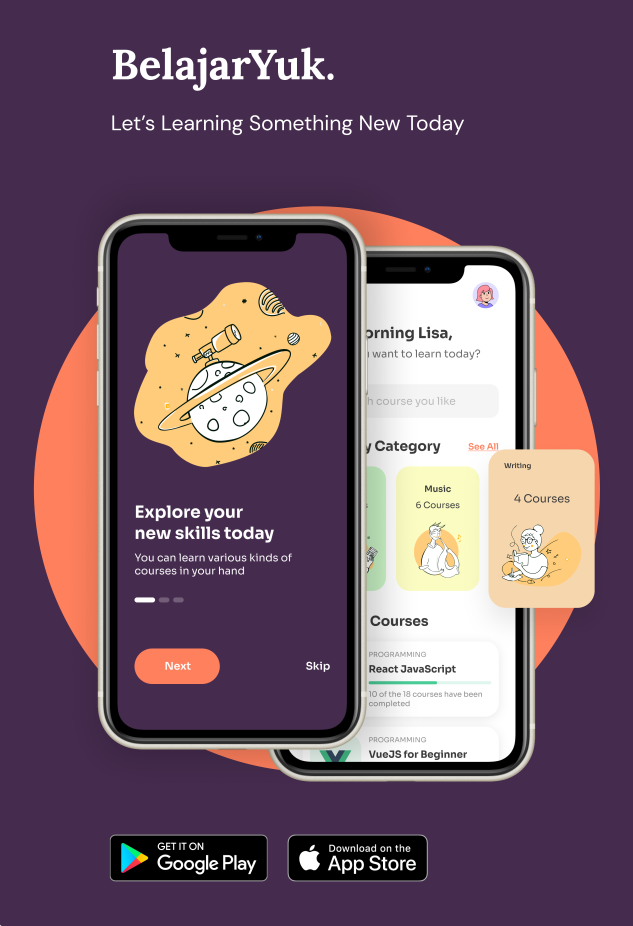 BelajarYuk.
Let's Learning Something New Today
Explore your
new skills today
You can learn various kinds of
courses in your hand
Next
Skip
Lisa,
want to learn today?
course you like
Category
See All
Music
6 Courses
Writing
4 Courses
Courses
PROGRAMMING
React JavaScript
10 of the 18 courses have been
completed
PROGRAMMING
VueJS for Beginner
GET IT ON
Google Play
Download on the
App Store